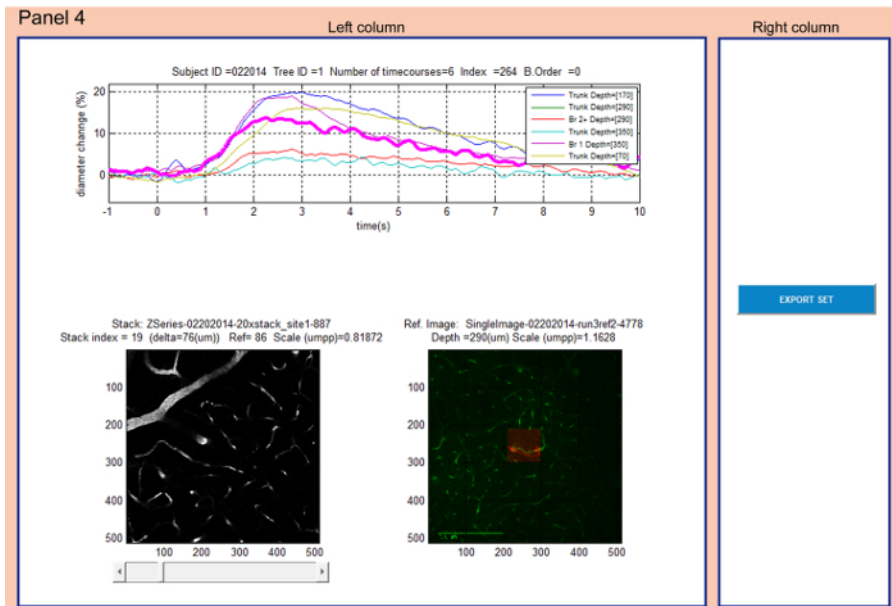 Panel 4
Left column
Right column
Subject ID =022014 Tree ID =1 Number of timecourses=6 Index =264 B.Order =0
diameter channge (%)
20
10
0
Trunk Depth=[170]
Trunk Depth=[290]
Br 2+ Depth=[290]
Trunk Depth=[350]
Br 1 Depth=[350]
Trunk Depth=[70]
-1 0 1 2 3 4 5 6 7 8 9 10
time(s)
EXPORT SET
Stack: ZSeries-02202014-20xstack_site1-887
Stack index = 19 (delta=76(um)) Ref= 86 Scale (umpp)=0.81872
100
200
300
400
500
100 200 300 400 500
Ref. Image: SingleImage-02202014-run3ref2-4778
Depth =290(um) Scale (umpp)=1.1628
100
200
300
400
500
100 200 300 400 500